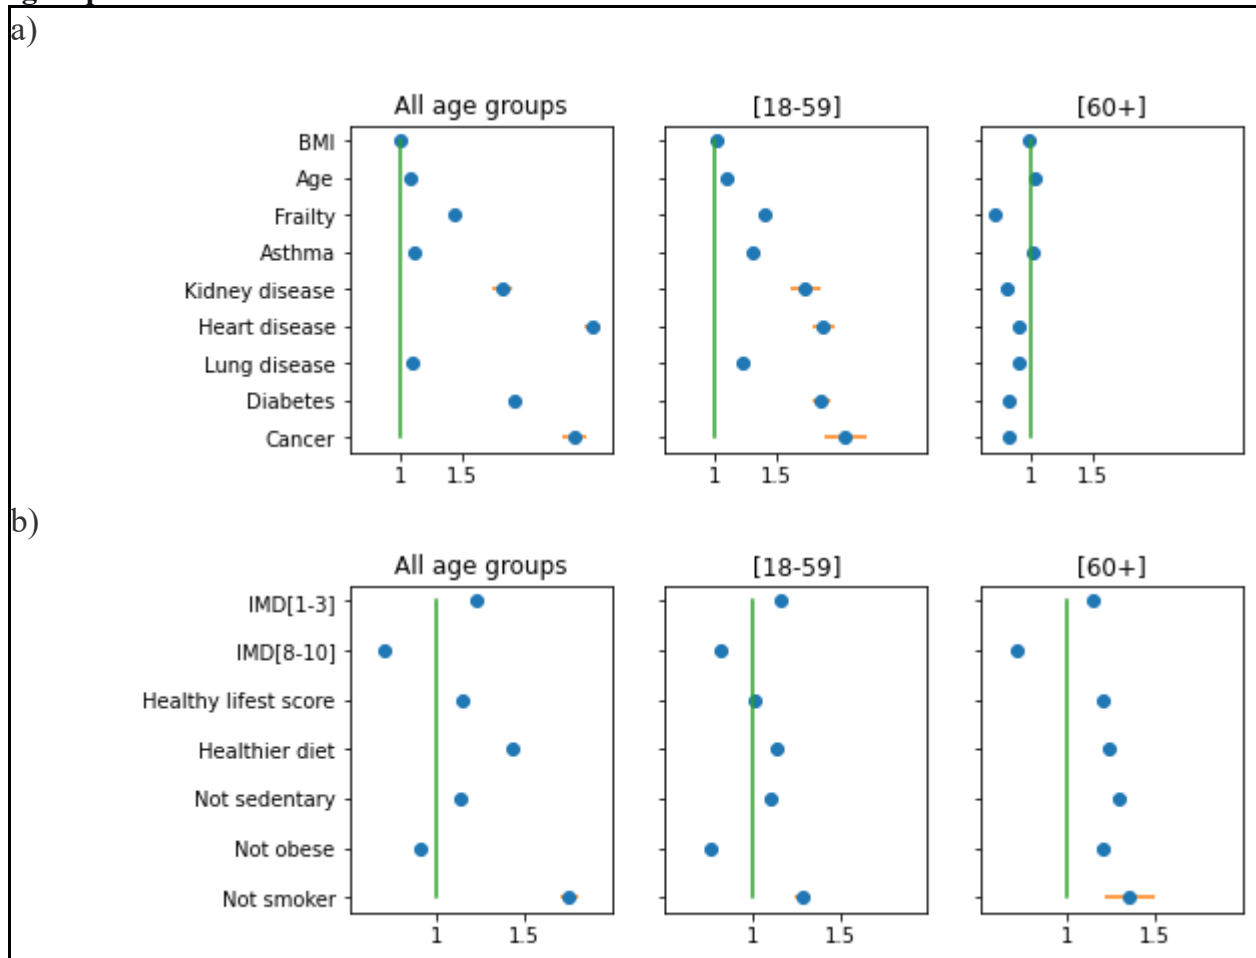 a)
All age groups [18-59] [60+]
BMI
Age
Frailty
Asthma
Kidney disease
Heart disease
Lung disease
Diabetes
Cancer
1 1.5 1 1.5 1 1.5
b)
All age groups [18-59] [60+]
IMD[1-3]
IMD[8-10]
Healthy lifest score
Healthier diet
Not sedentary
Not obese
Not smoker
1 1.5 1 1.5 1 1.5